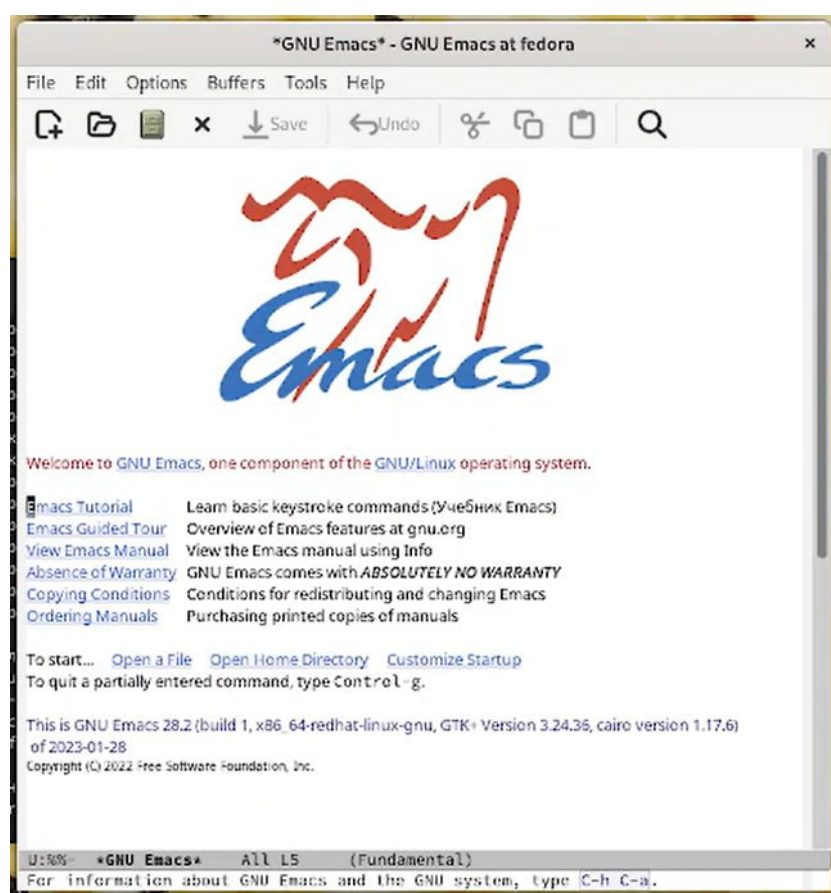 *GNU Emacs* - GNU Emacs at fedora
File Edit Options Buffers Tools Help
Save Undo
Emacs
Welcome to GNU Emacs, one component of the GNU/Linux operating system.
Emacs Tutorial Learn basic keystroke commands (Учебник Emacs)
Emacs Guided Tour Overview of Emacs features at gnu.org
View Emacs Manual View the Emacs manual using Info
Absence of Warranty GNU Emacs comes with ABSOLUTELY NO WARRANTY
Copying Conditions Conditions for redistributing and changing Emacs
Ordering Manuals Purchasing printed copies of manuals
To start... Open a File Open Home Directory Customize Startup
To quit a partially entered command, type Control-g.
This is GNU Emacs 28.2 (build 1, x86_64-redhat-linux-gnu, GTK+ Version 3.24.36, cairo version 1.17.6)
of 2023-01-28
Copyright (C) 2022 Free Software Foundation, Inc.
U:%%- *GNU Emacs* All L5 (Fundamental)
For information about GNU Emacs and the GNU system, type C-h C-a.